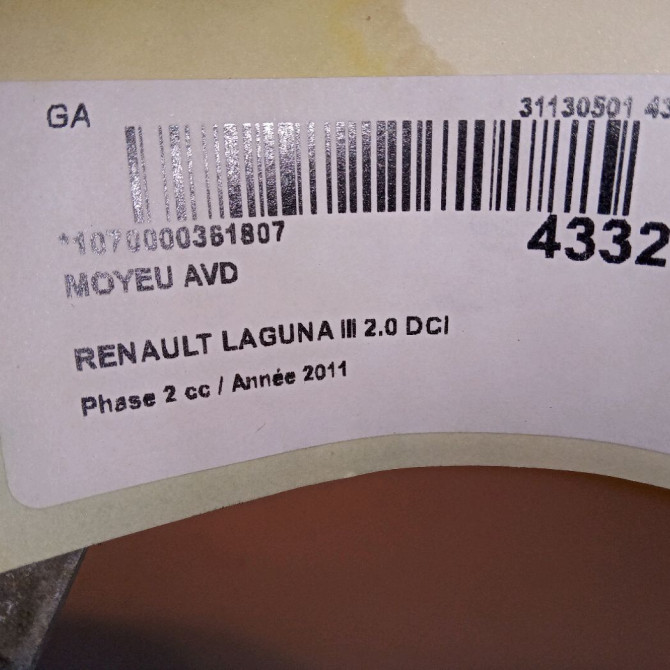 GA
31130501 43
*1070000361807
4332
MOYEU AVD
RENAULT LAGUNA III 2.0 DCI
Phase 2 cc / Année 2011